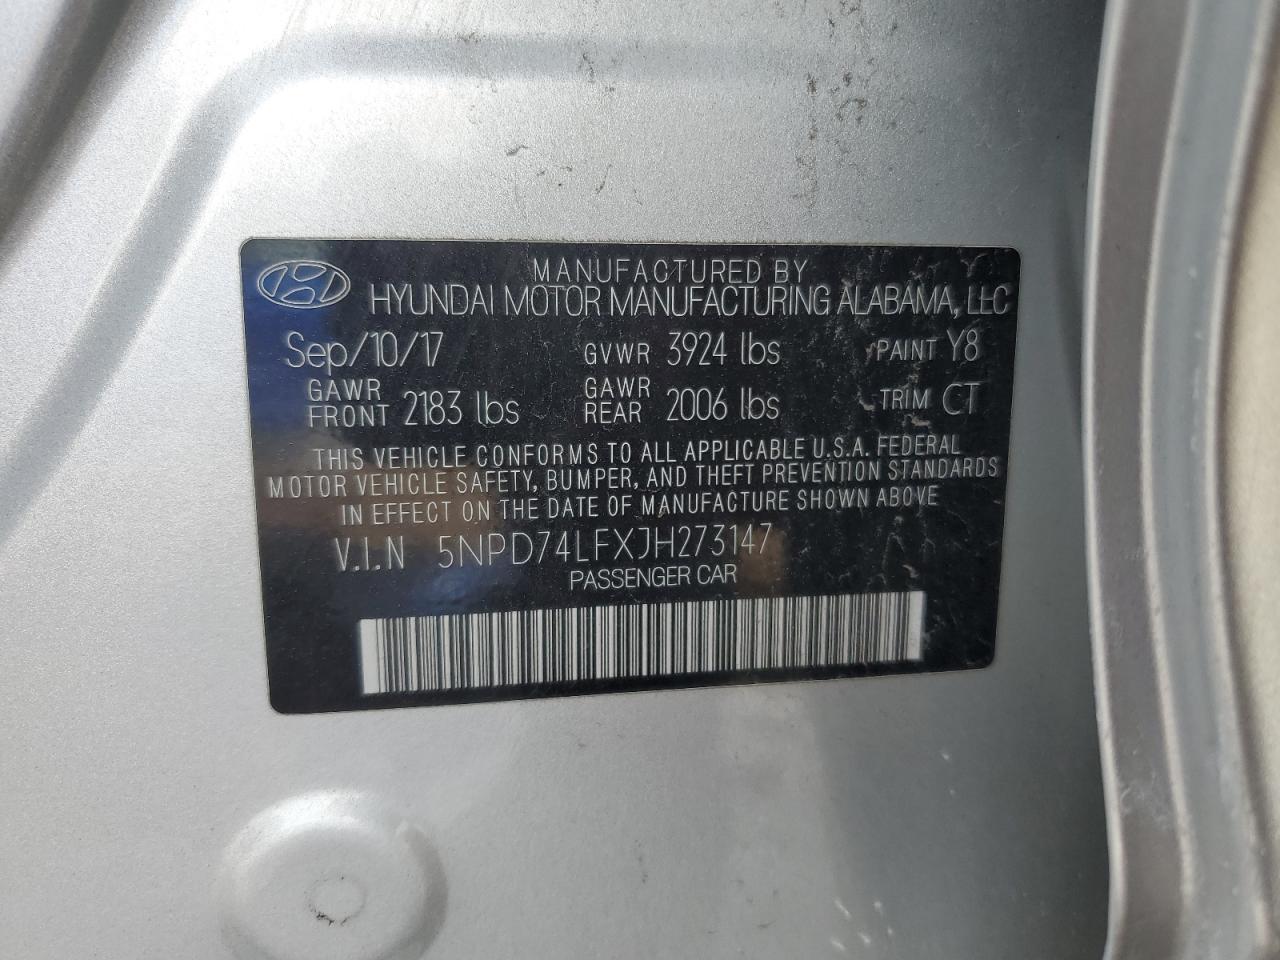 MANUFACTURED BY
HYUNDAI MOTOR MANUFACTURING ALABAMA, LLC
Sep/10/17 GVWR 3924 lbs PAINT Y8
GAWR FRONT 2183 lbs GAWR REAR 2006 lbs TRIM CT
THIS VEHICLE CONFORMS TO ALL APPLICABLE U.S.A. FEDERAL
MOTOR VEHICLE SAFETY, BUMPER, AND THEFT PREVENTION STANDARDS
IN EFFECT ON THE DATE OF MANUFACTURE SHOWN ABOVE
V.I.N 5NPD74LFXJH273147
PASSENGER CAR